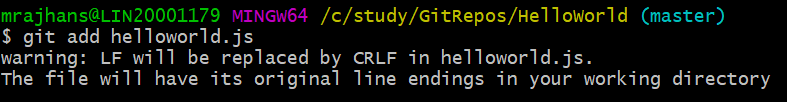 mrajhans@LIN20001179 MINGW64 /c/study/GitRepos/HelloWorld (master)
$ git add helloworld.js
warning: LF will be replaced by CRLF in helloworld.js.
The file will have its original line endings in your working directory